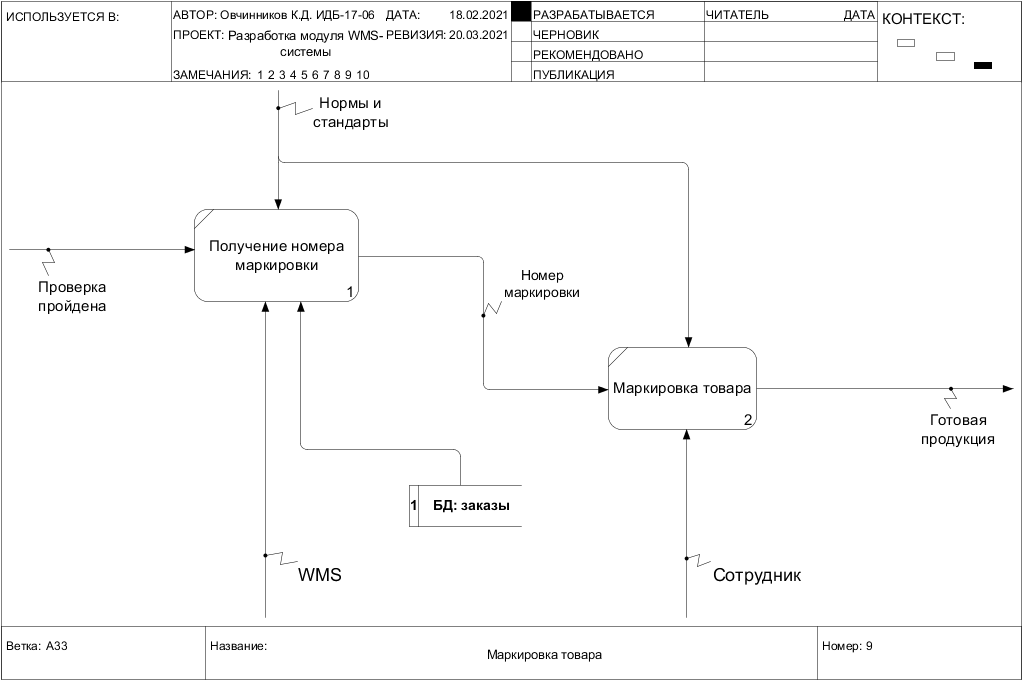 ИСПОЛЬЗУЕТСЯ В:
АВТОР: Овчинников К.Д. ИДБ-17-06 ДАТА: 18.02.2021
ПРОЕКТ: Разработка модуля WMS- РЕВИЗИЯ: 20.03.2021
системы
ЗАМЕЧАНИЯ: 1 2 3 4 5 6 7 8 9 10
РАЗРАБАТЫВАЕТСЯ
ЧЕРНОВИК
РЕКОМЕНДОВАНО
ПУБЛИКАЦИЯ
ЧИТАТЕЛЬ ДАТА
КОНТЕКСТ:
Нормы и
стандарты
Получение номера
маркировки
1
Проверка
пройдена
Номер
маркировки
Маркировка товара
2
Готовая
продукция
1 БД: заказы
WMS
Сотрудник
Ветка: A33
Название:
Маркировка товара
Номер: 9